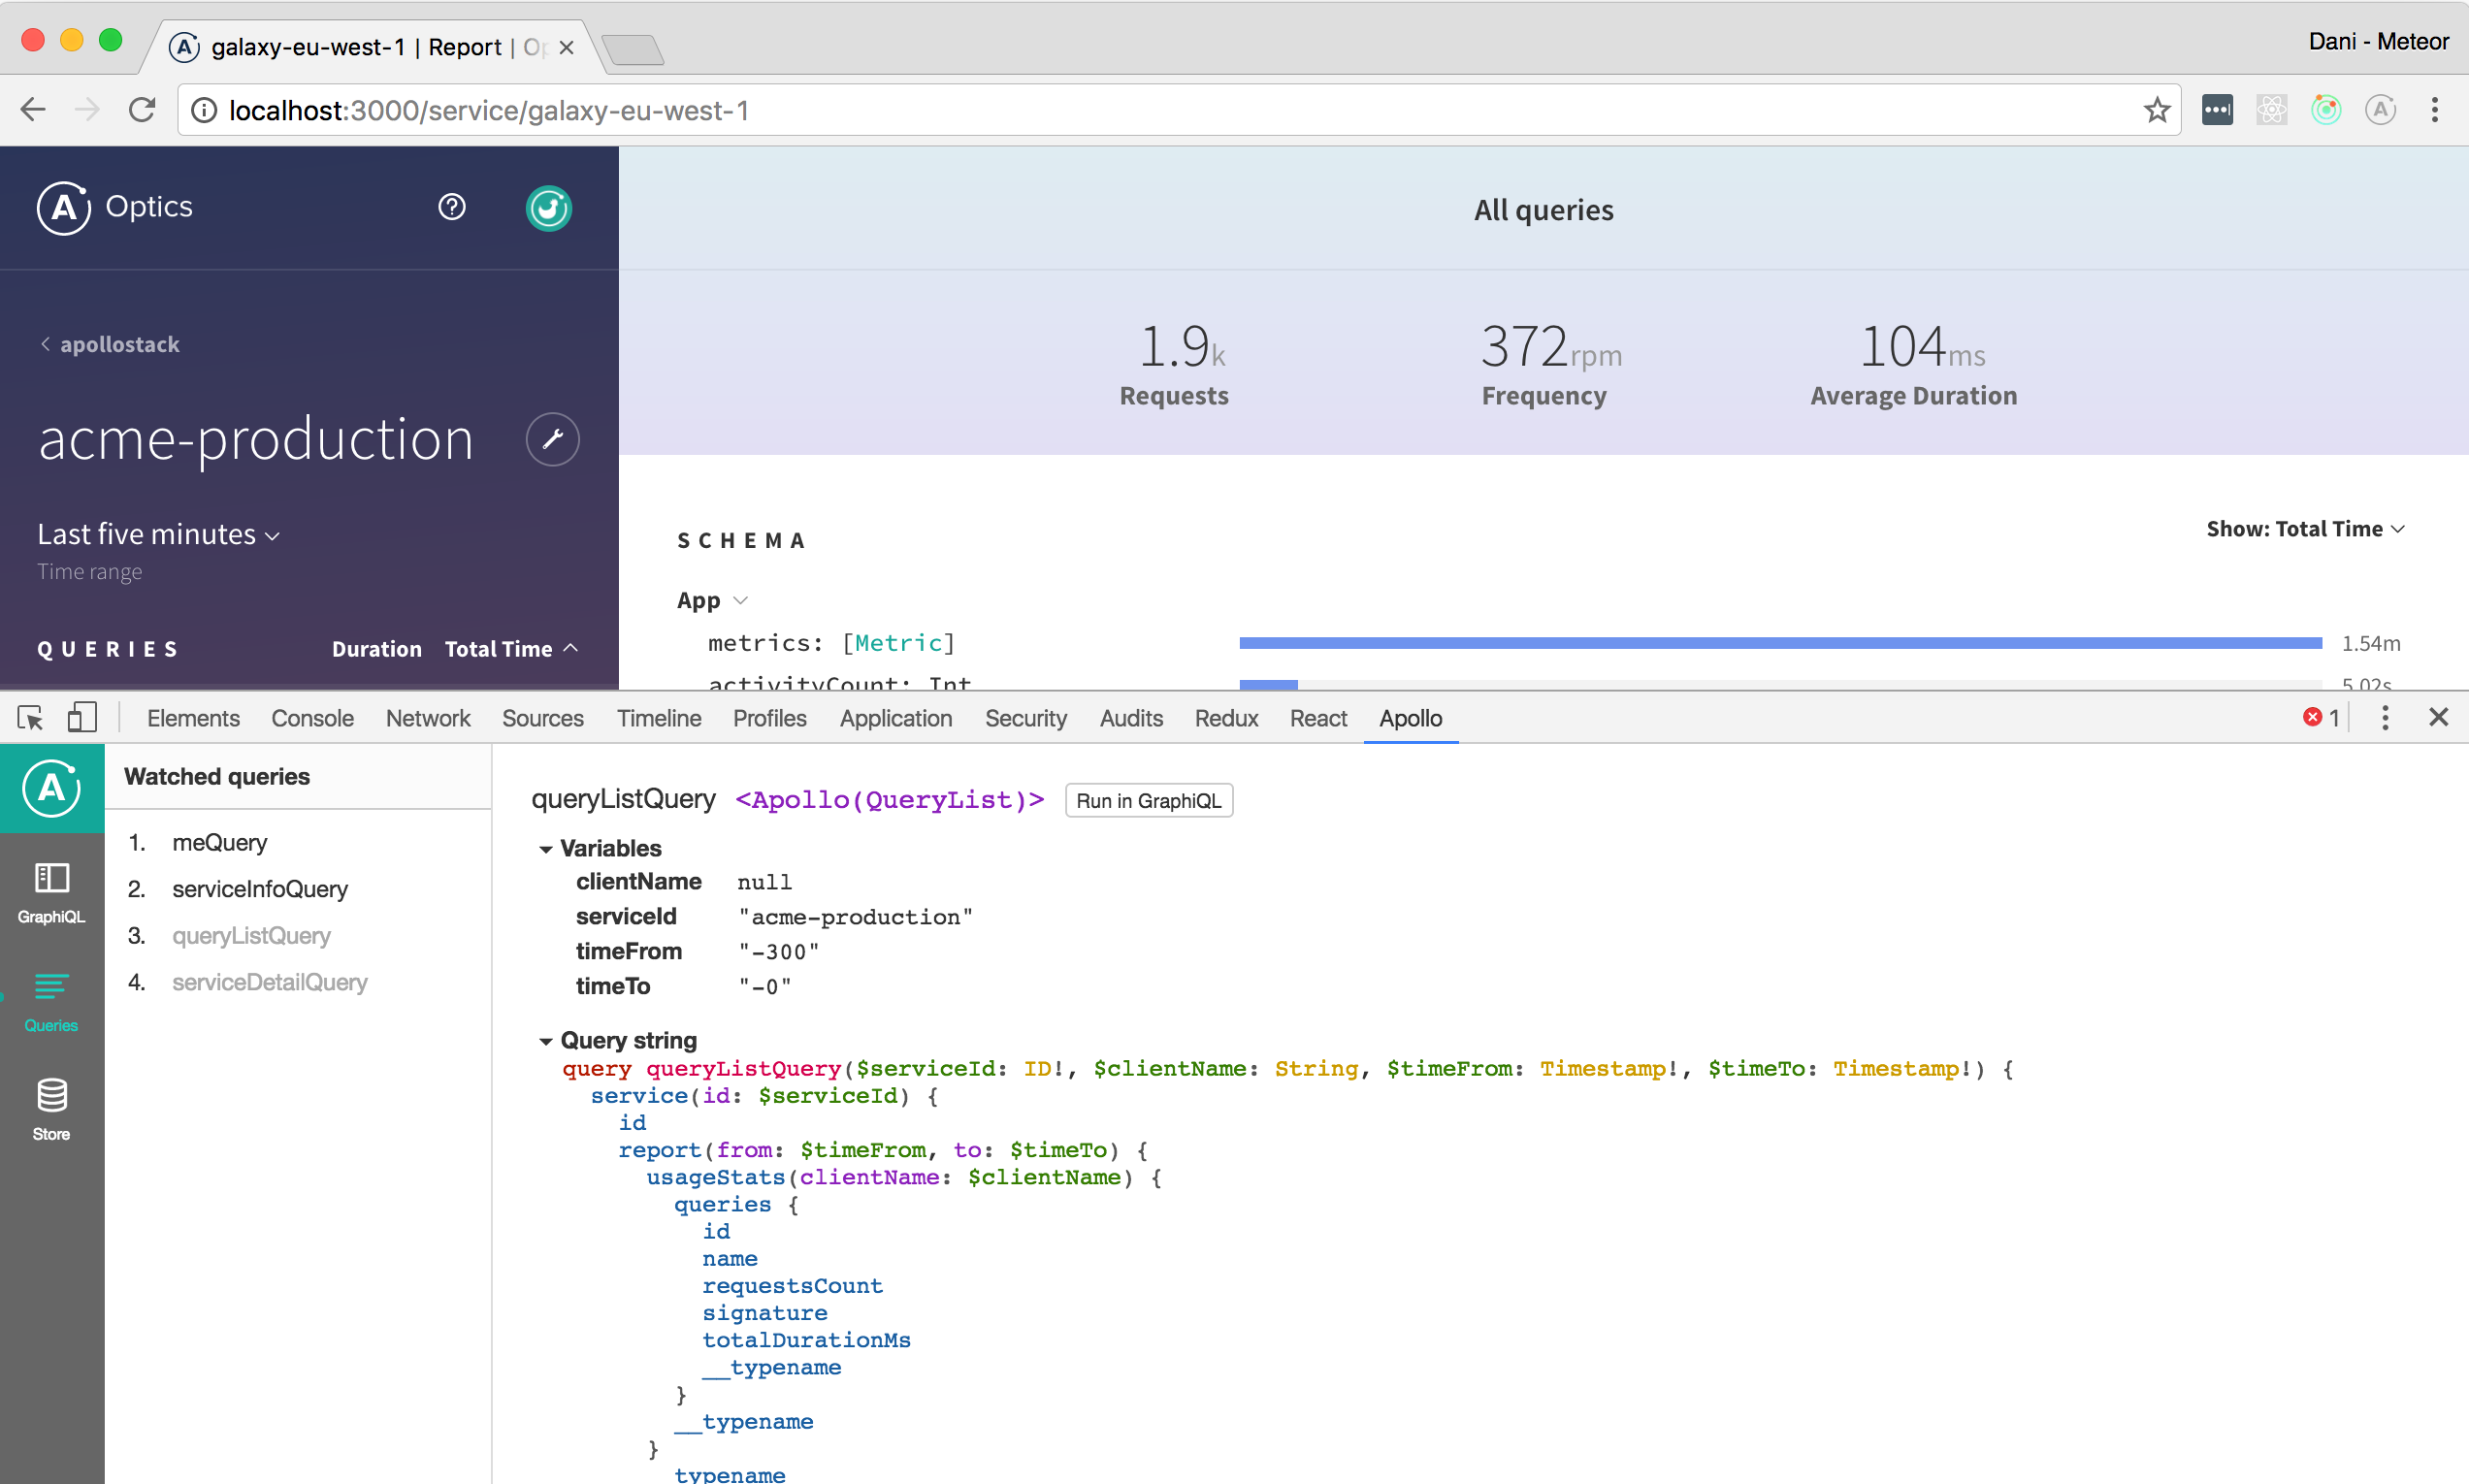 galaxy-eu-west-1 | Report | Op
Dani - Meteor
localhost:3000/service/galaxy-eu-west-1
Optics
All queries
apollostack
1.9k
372rpm
104ms
Requests
Frequency
Average Duration
acme-production
Last five minutes
Time range
SCHEMA
Show: Total Time
App
QUERIES Duration Total Time
metrics: [Metric] 1.54m
activityCount: Int 5.02s
Elements Console Network Sources Timeline Profiles Application Security Audits Redux React Apollo 1
Watched queries
1. meQuery
2. serviceInfoQuery
3. queryListQuery
4. serviceDetailQuery
GraphiQL
Queries
Store
queryListQuery <Apollo(QueryList)> Run in GraphiQL
Variables
clientName null
serviceId "acme-production"
timeFrom "-300"
timeTo "-0"
Query string
query queryListQuery($serviceId: ID!, $clientName: String, $timeFrom: Timestamp!, $timeTo: Timestamp!) {
service(id: $serviceId) {
id
report(from: $timeFrom, to: $timeTo) {
usageStats(clientName: $clientName) {
queries {
id
name
requestsCount
signature
totalDurationMs
__typename
}
__typename
}
typename